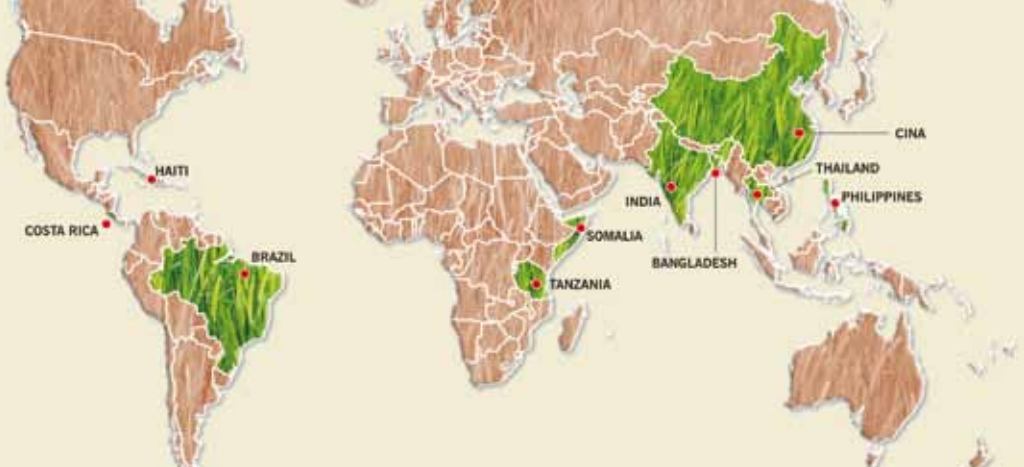 CINA
HAITI
THAILAND
PHILIPPINES
INDIA
COSTA RICA
SOMALIA
BRAZIL
BANGLADESH
TANZANIA